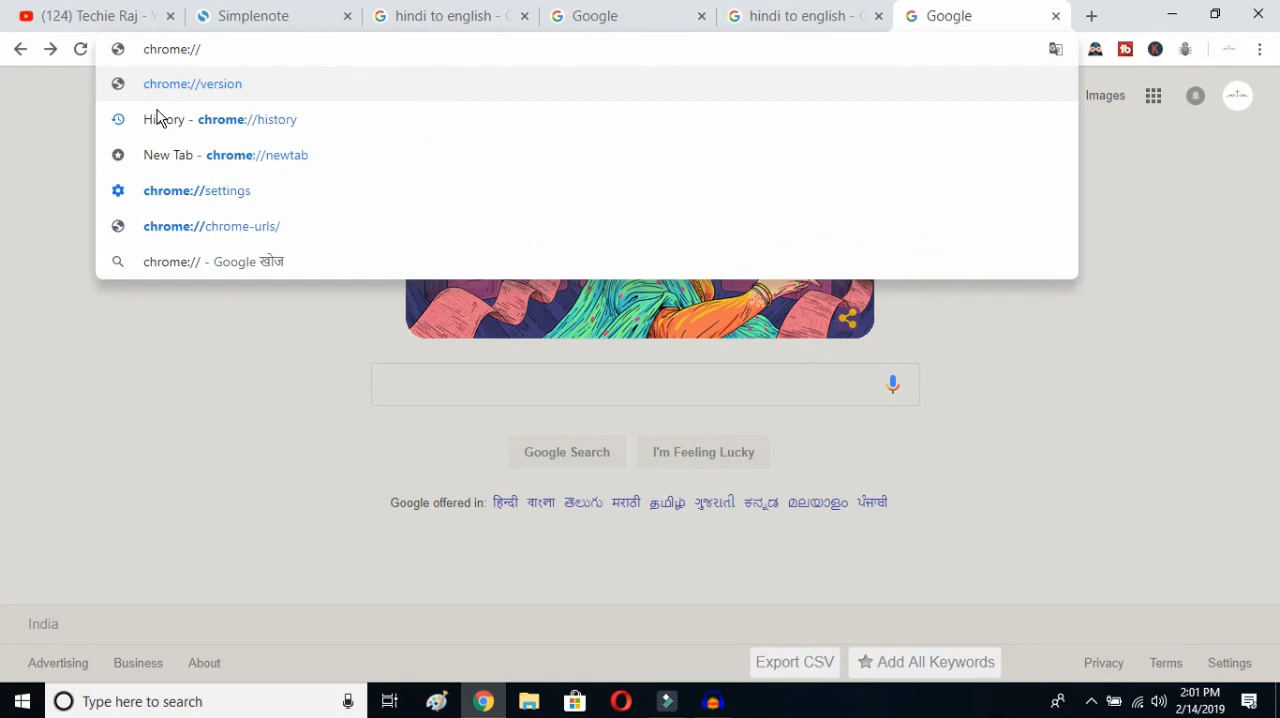 (124) Techie Raj - Y
Simplenote
hindi to english - G
Google
hindi to english - G
Google
chrome://
chrome://version
History - chrome://history
New Tab - chrome://newtab
chrome://settings
chrome://chrome-urls/
chrome:// - Google खोज
Images
Google Search
I'm Feeling Lucky
Google offered in: हिन्दी বাংলা తెలుగు मराठी தமிழ் ગુજરાતી ಕನ್ನಡ മലയാളം ਪੰਜਾਬੀ
India
Advertising
Business
About
Export CSV
Add All Keywords
Privacy
Terms
Settings
Type here to search
2:01 PM
2/14/2019